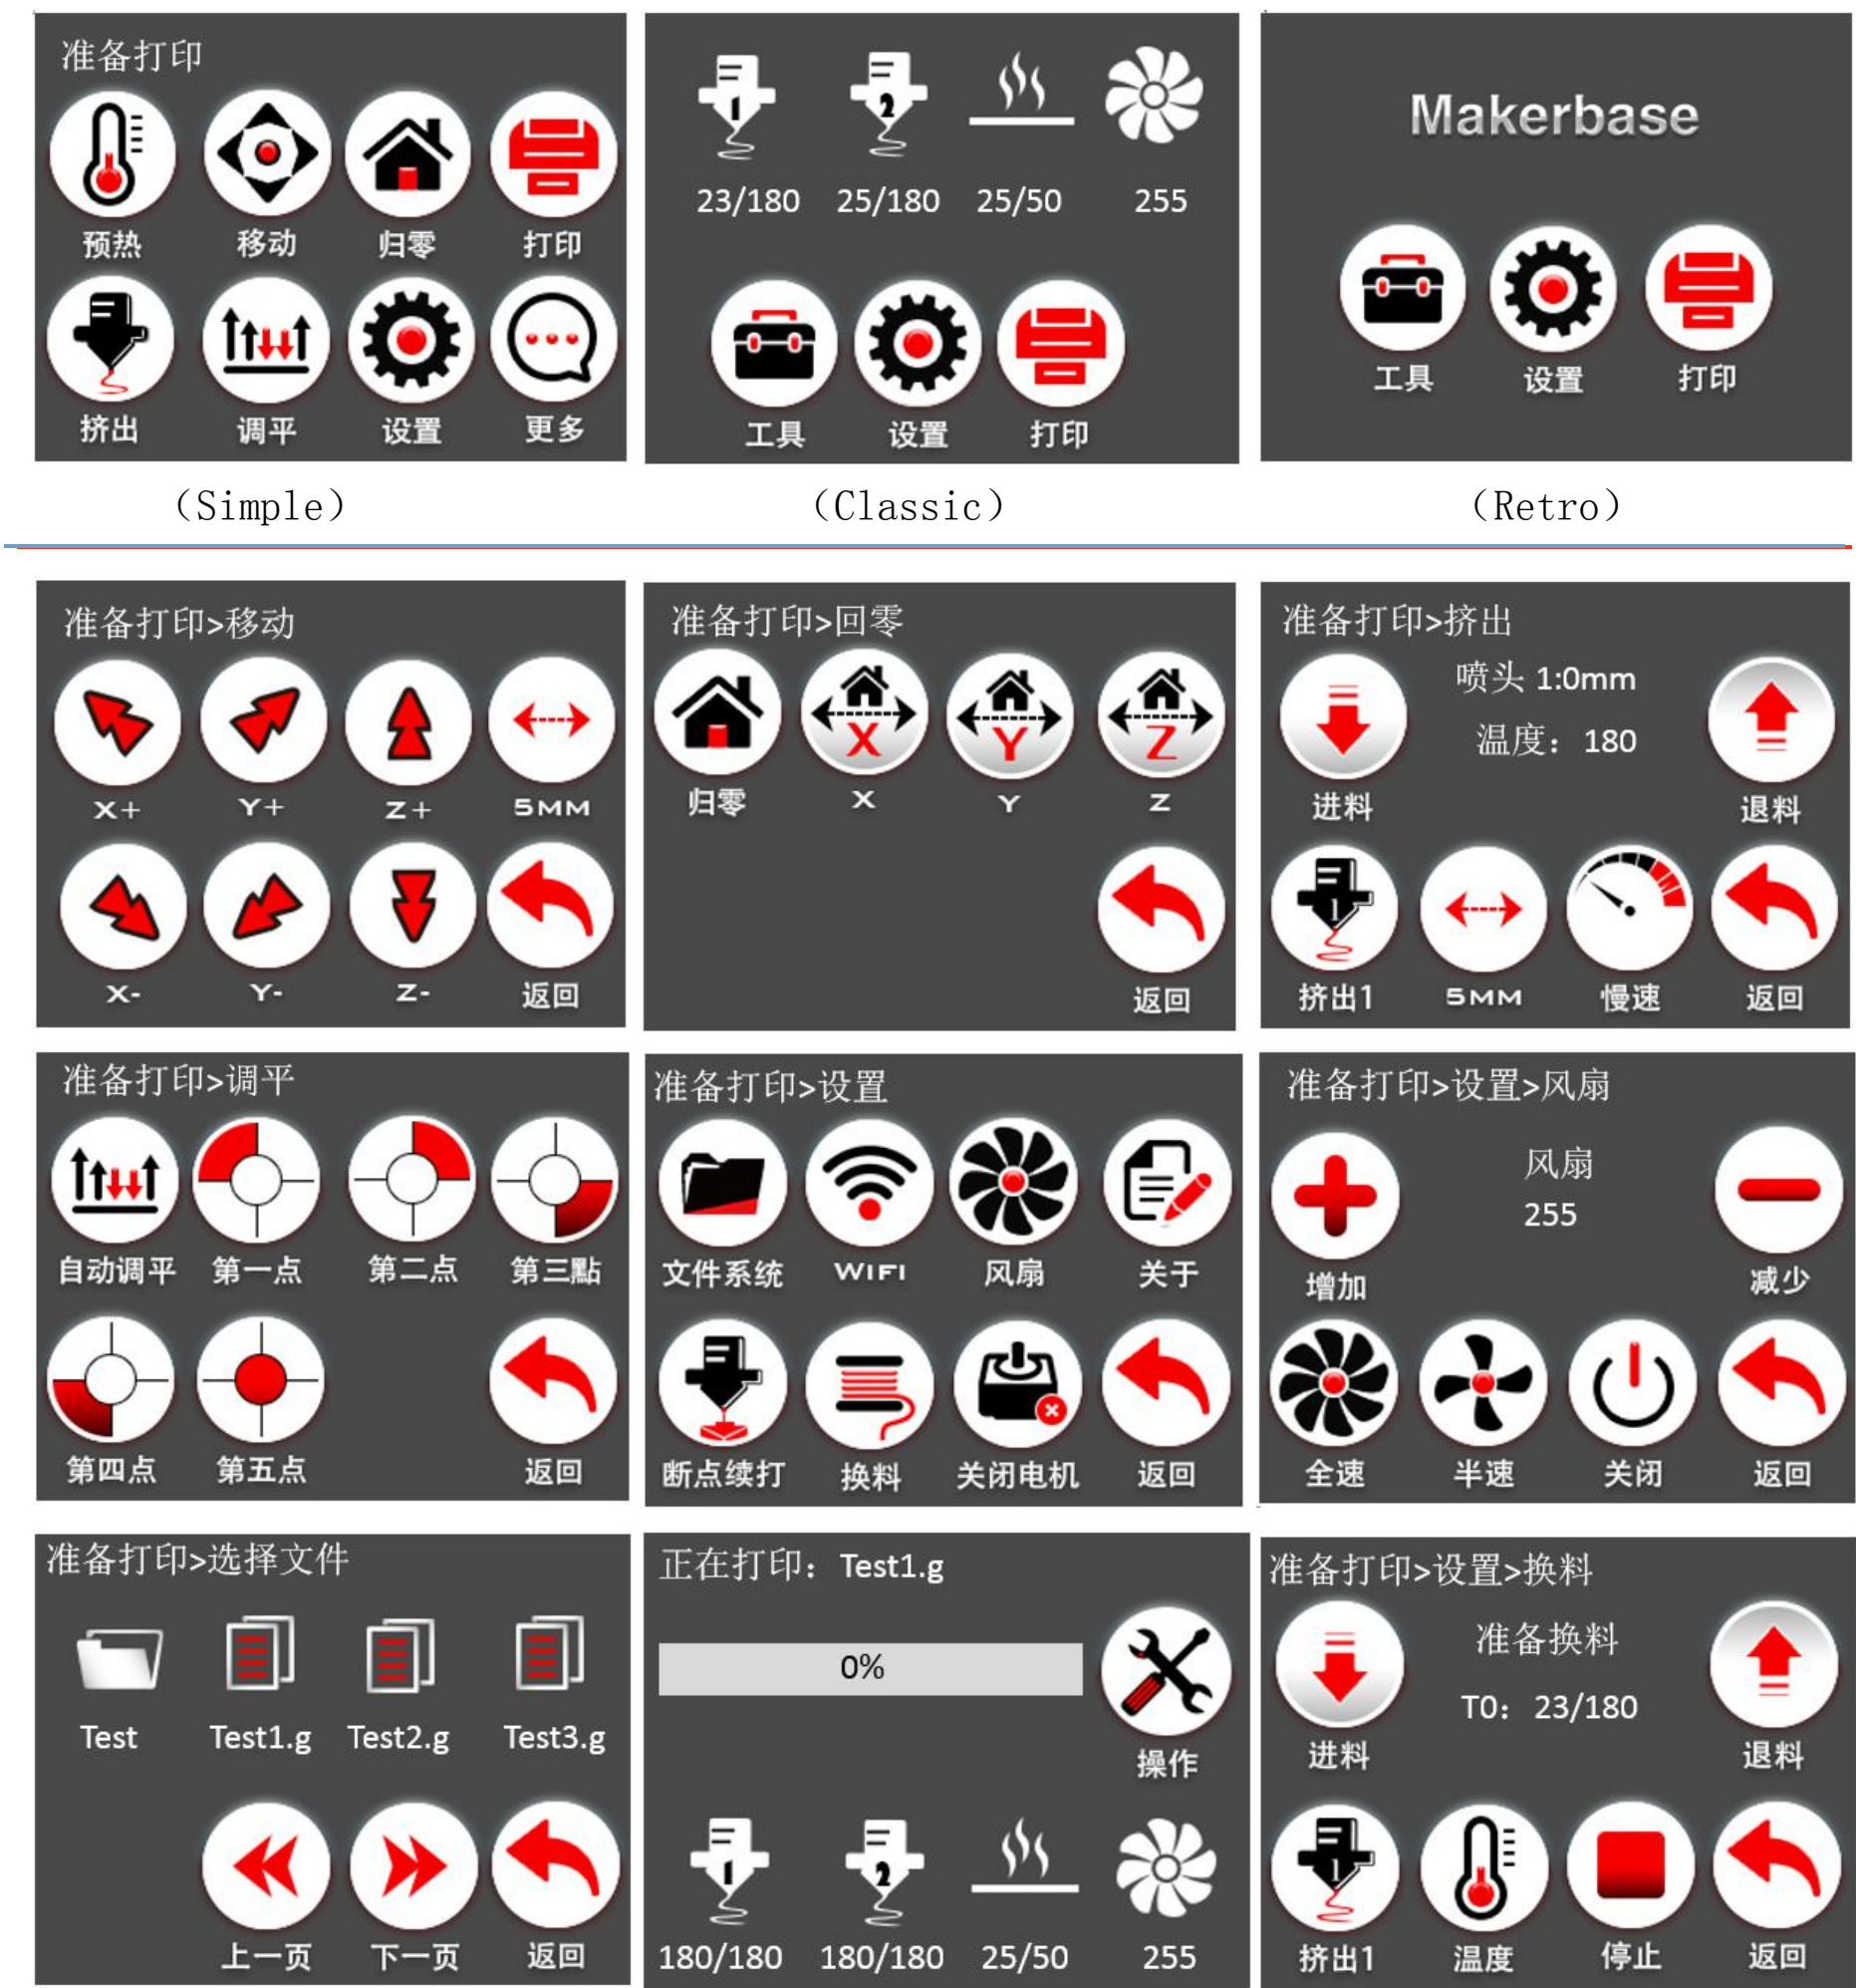 准备打印
预热 移动 归零 打印
挤出 调平 设置 更多
(Simple)
1 2
23/180 25/180 25/50 255
工具 设置 打印
(Classic)
Makerbase
工具 设置 打印
(Retro)
准备打印>移动
X+ Y+ Z+ 5MM
X- Y- Z- 返回
准备打印>回零
X Y Z
归零 X Y Z
返回
准备打印>挤出
喷头 1:0mm
温度: 180
进料 退料
1
挤出1 5MM 慢速 返回
准备打印>调平
自动调平 第一点 第二点 第三點
第四点 第五点 返回
准备打印>设置
文件系统 WIFI 风扇 关于
断点续打 换料 关闭电机 返回
准备打印>设置>风扇
风扇
255
增加 减少
全速 半速 关闭 返回
准备打印>选择文件
Test Test1.g Test2.g Test3.g
上一页 下一页 返回
正在打印: Test1.g
0%
操作
1 2
180/180 180/180 25/50 255
准备打印>设置>换料
准备换料
T0: 23/180
进料 退料
1
挤出1 温度 停止 返回